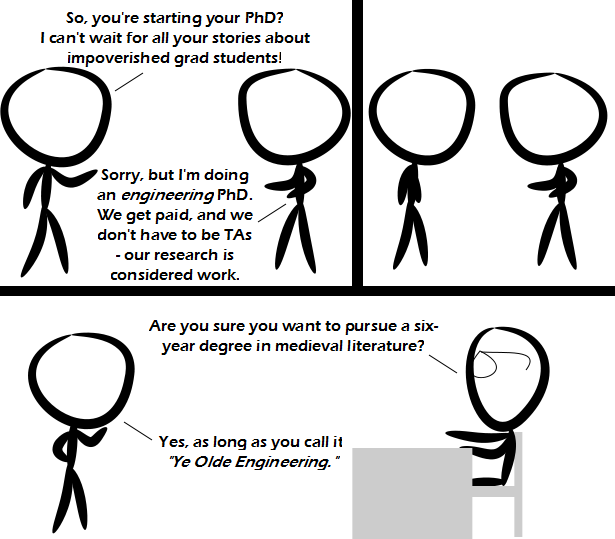 So, you're starting your PhD?
I can't wait for all your stories about
impoverished grad students!
Sorry, but I'm doing
an engineering PhD.
We get paid, and we
don't have to be TAs
- our research is
considered work.
Are you sure you want to pursue a six-
year degree in medieval literature?
Yes, as long as you call it
"Ye Olde Engineering."